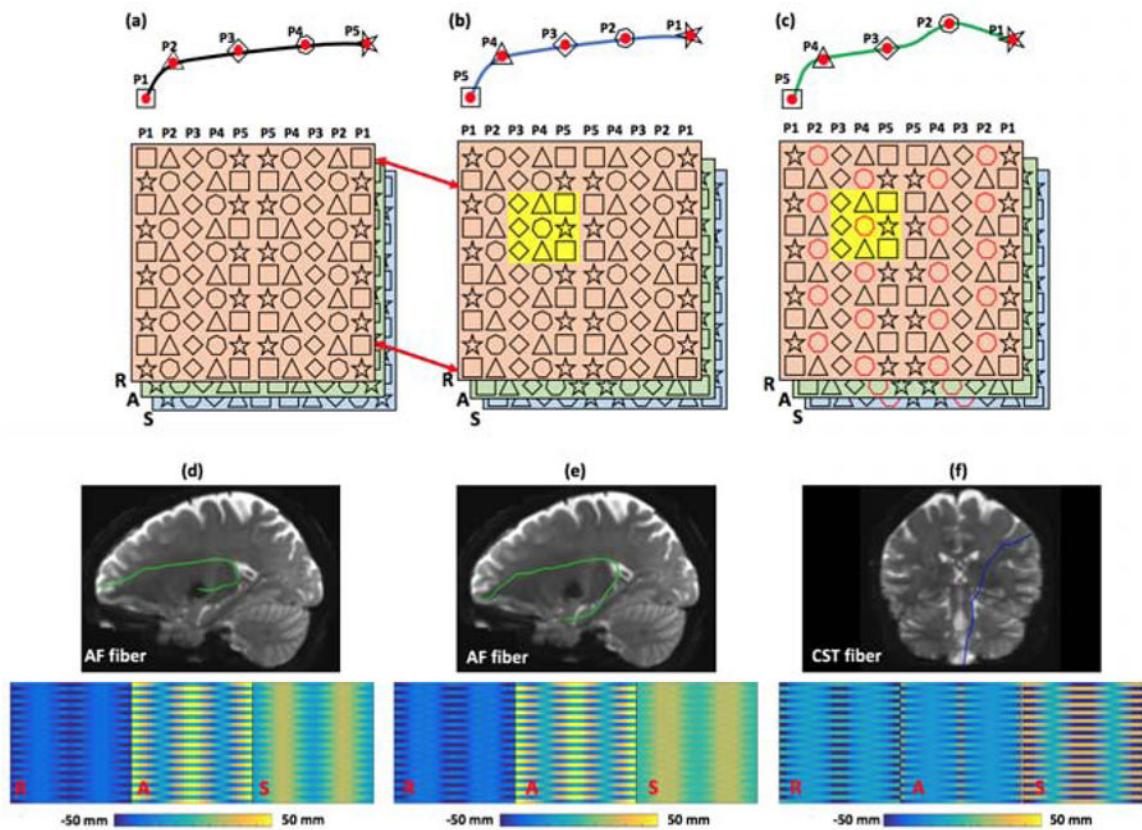 (a) (b) (c)
P1 P2 P3 P4 P5
P5 P4 P3 P2 P1
P5 P4 P3 P2 P1
P1 P2 P3 P4 P5 P5 P4 P3 P2 P1
P1 P2 P3 P4 P5 P5 P4 P3 P2 P1
P1 P2 P3 P4 P5 P5 P4 P3 P2 P1
R R R
A A A
S S S
(d) (e) (f)
AF fiber AF fiber CST fiber
R A S R A S R A S
-50 mm 50 mm -50 mm 50 mm -50 mm 50 mm